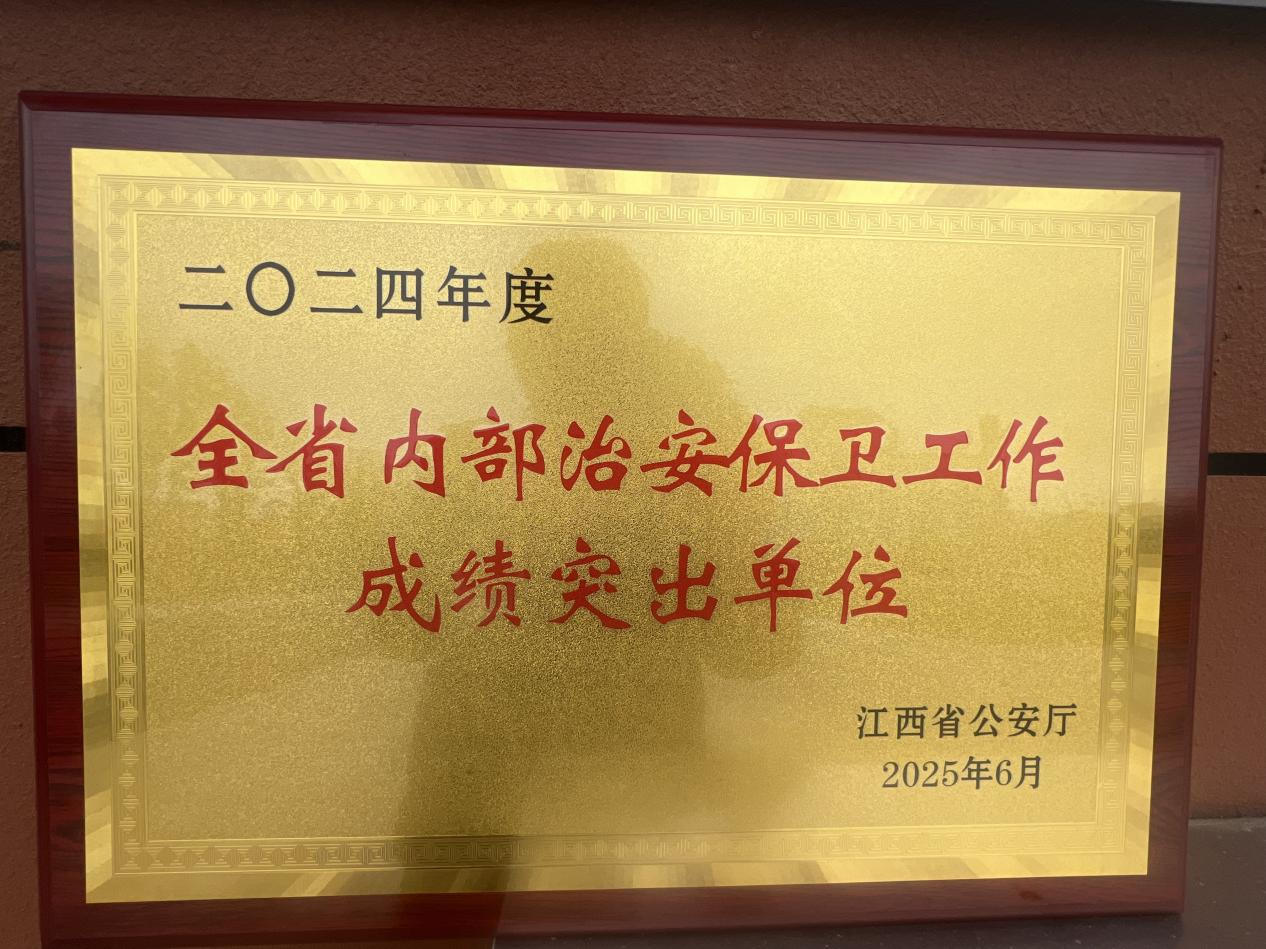 二〇二四年度
全省内部治安保卫工作
成绩突出单位
江西省公安厅
2025年6月